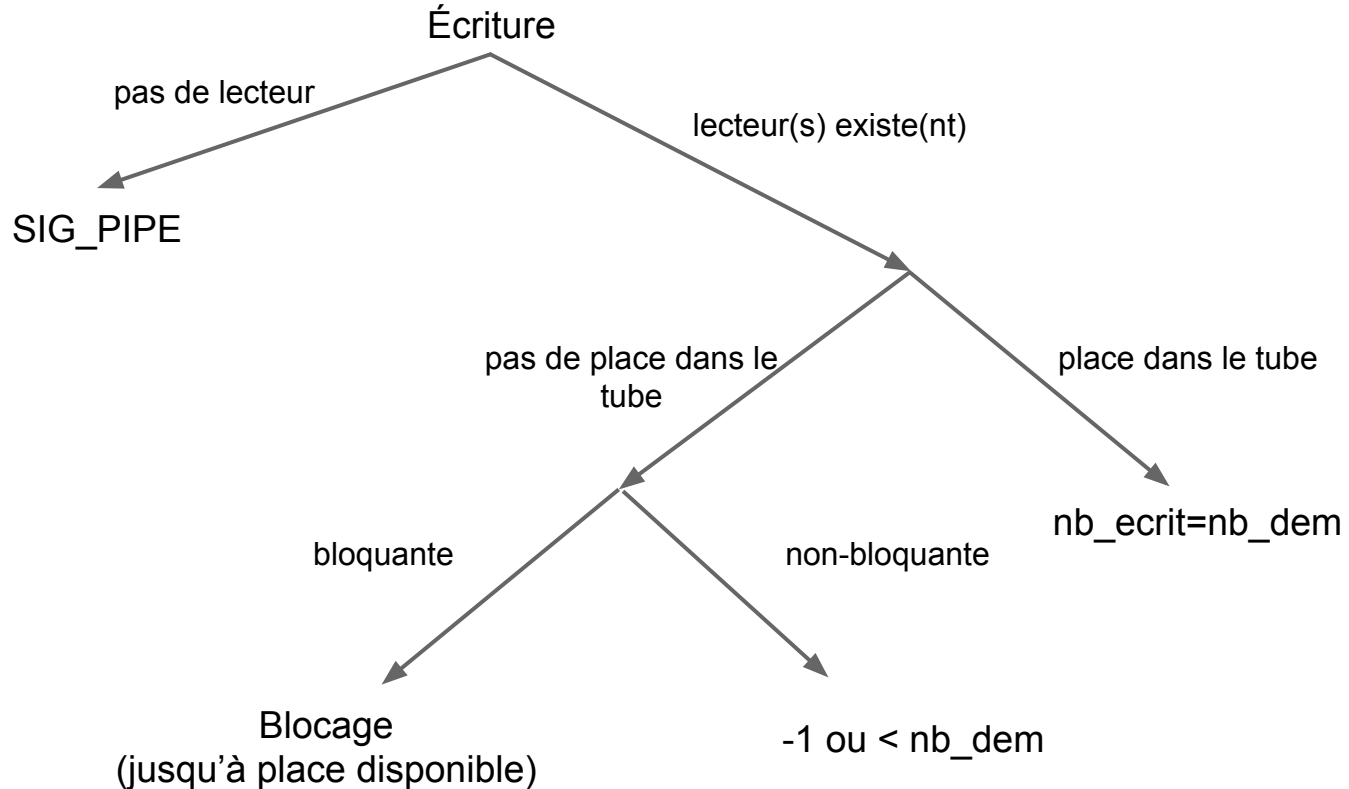 Écriture
pas de lecteur
lecteur(s) existe(nt)
SIG_PIPE
pas de place dans le
tube
place dans le tube
nb_ecrit=nb_dem
bloquante
non-bloquante
Blocage
(jusqu'à place disponible)
-1 ou < nb_dem